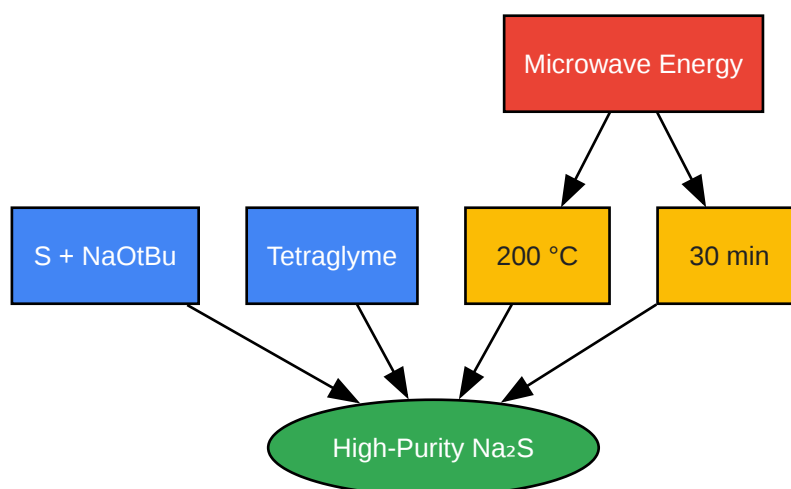 Microwave Energy
S + NaOtBu
Tetraglyme
200 °C
30 min
High-Purity Na₂S